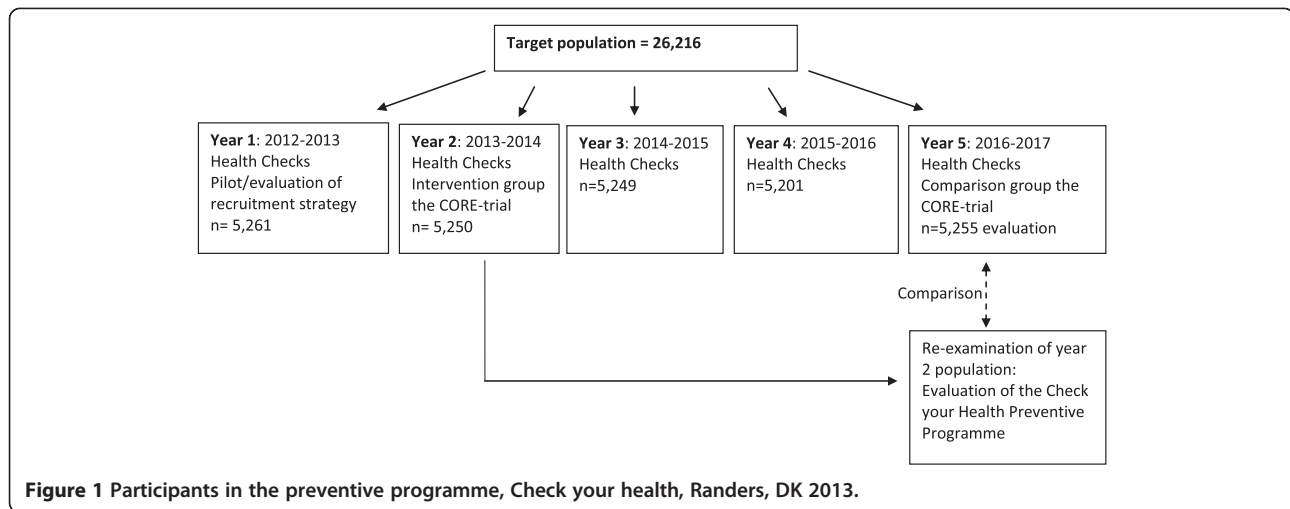 Target population = 26,216
Year 1: 2012-2013
Health Checks
Pilot/evaluation of
recruitment strategy
n= 5,261
Year 2: 2013-2014
Health Checks
Intervention group
the CORE-trial
n= 5,250
Year 3: 2014-2015
Health Checks
n=5,249
Year 4: 2015-2016
Health Checks
n=5,201
Year 5: 2016-2017
Health Checks
Comparison group the
CORE-trial
n=5,255 evaluation
Comparison
Re-examination of year
2 population:
Evaluation of the Check
your Health Preventive
Programme
Figure 1 Participants in the preventive programme, Check your health, Randers, DK 2013.